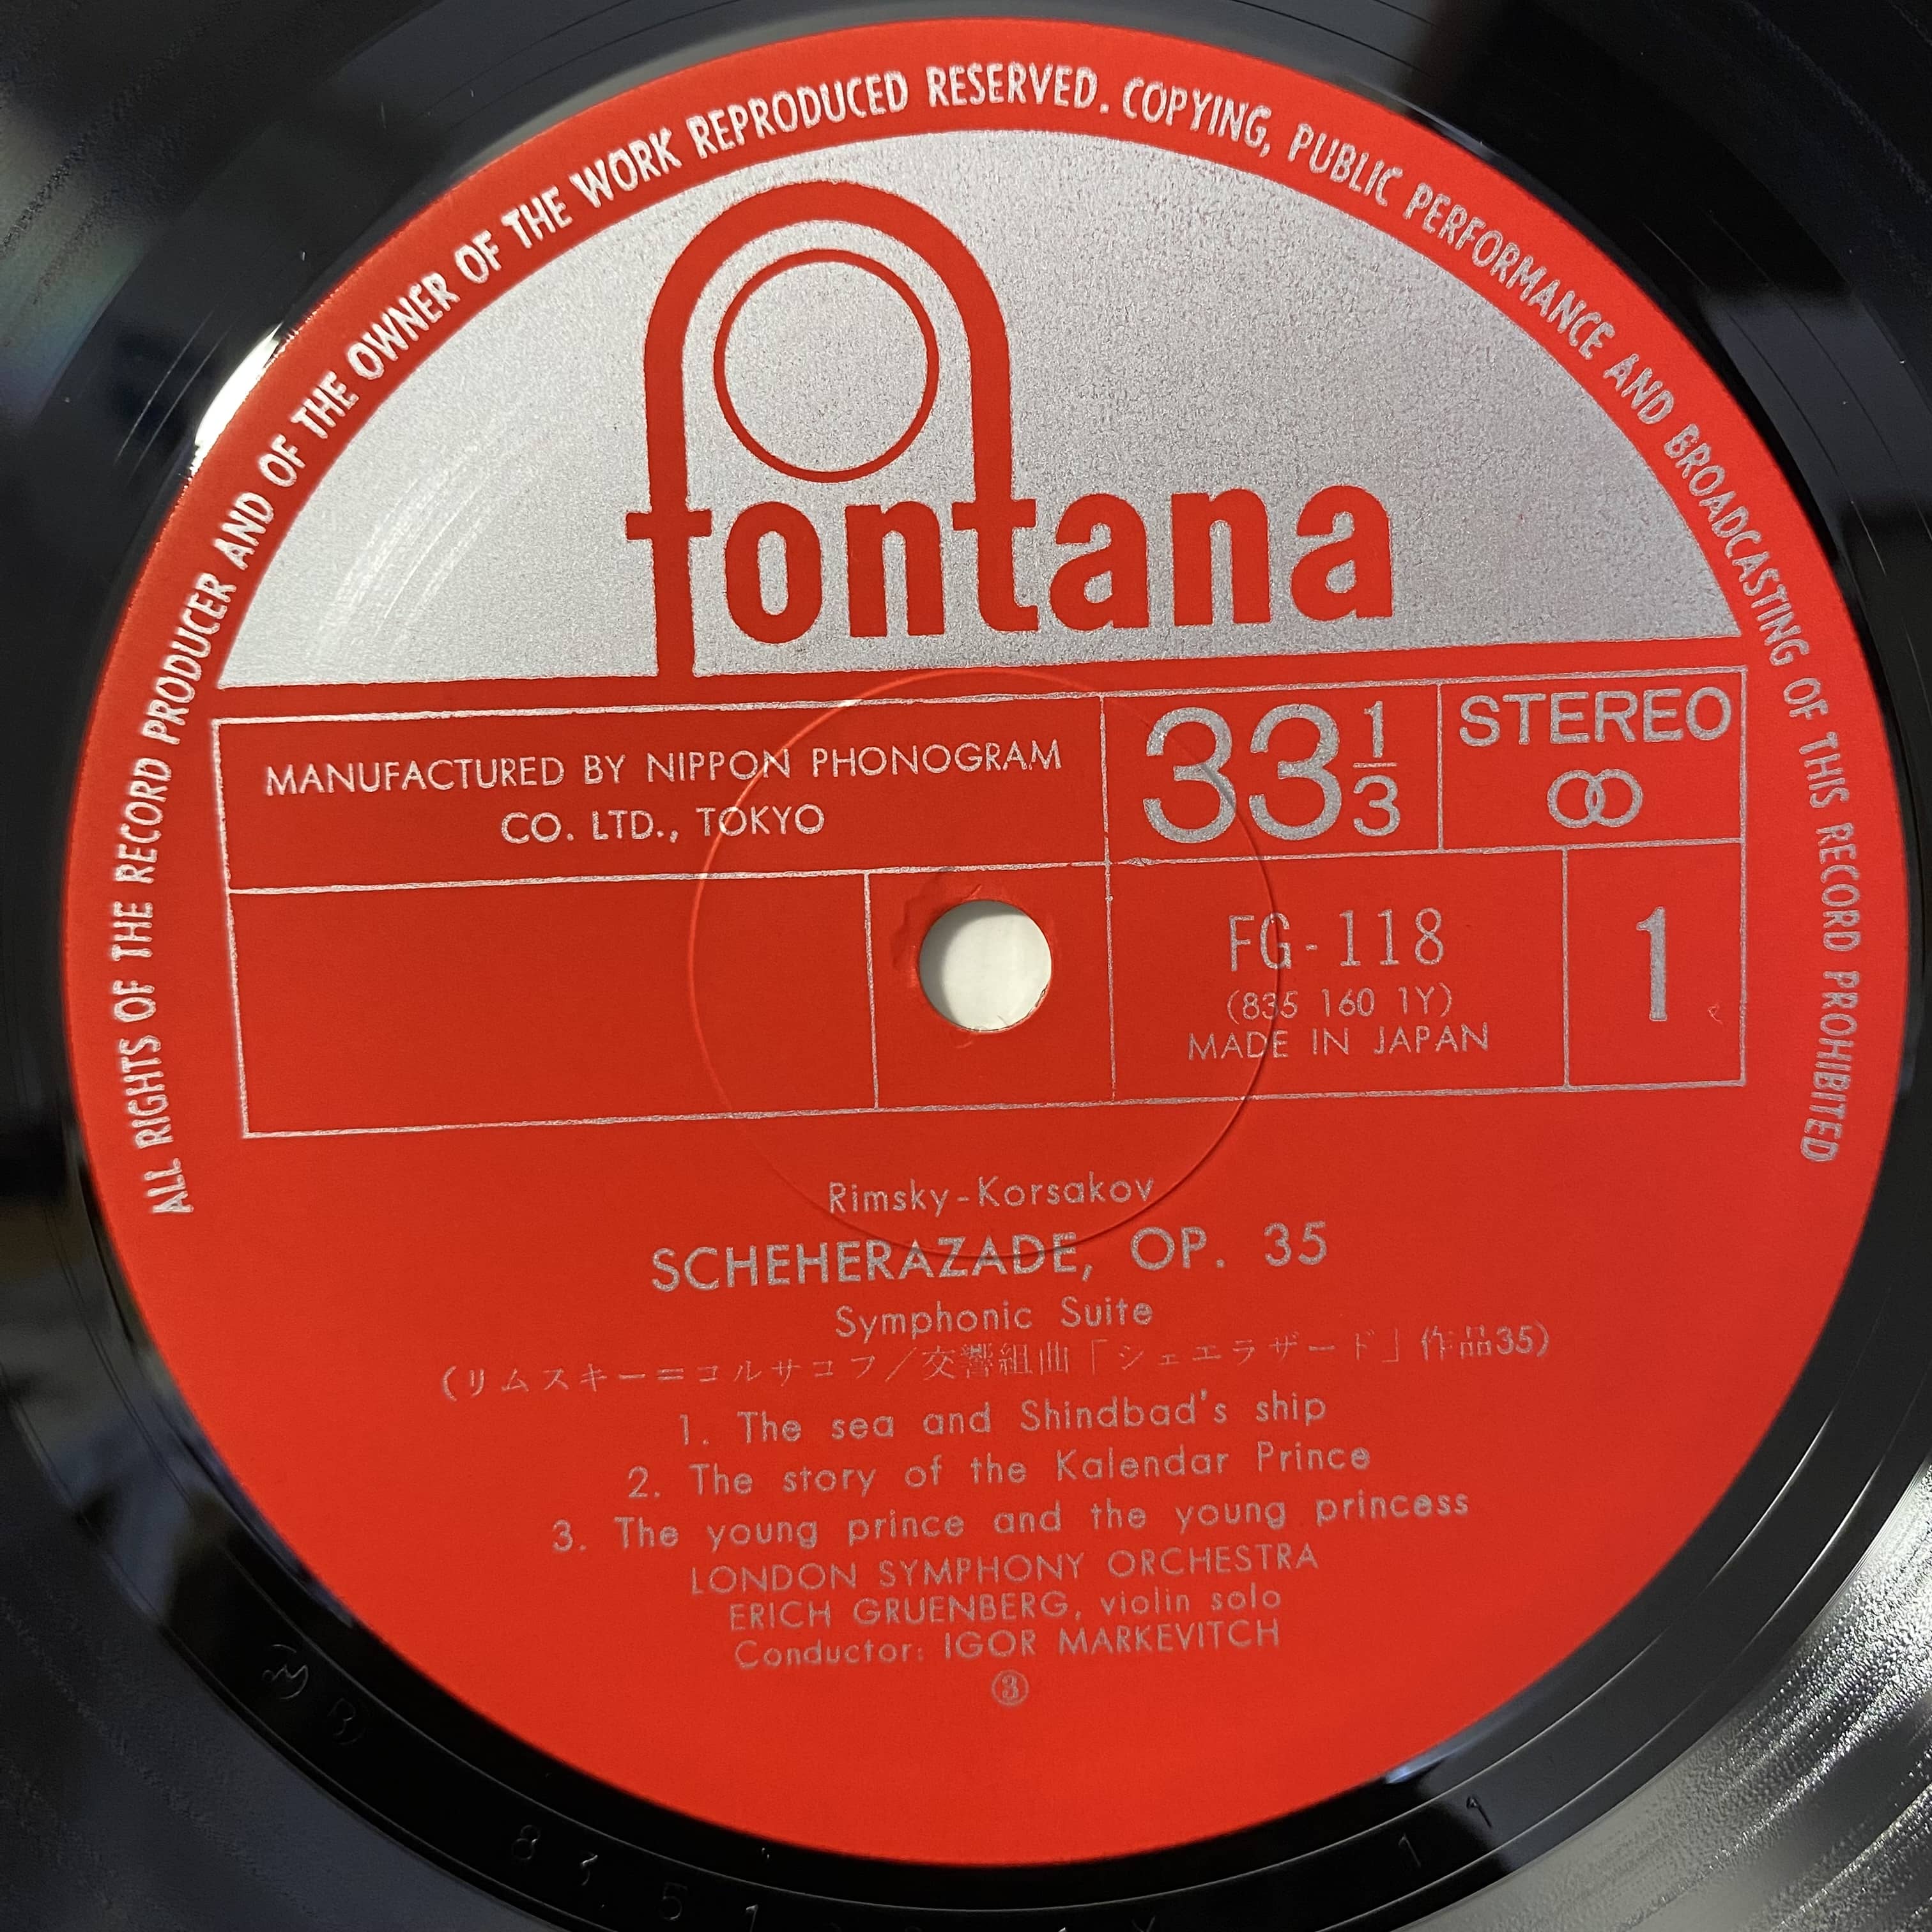 ALL RIGHTS OF THE RECORD PRODUCER AND OF THE OWNER OF THE WORK REPRODUCED RESERVED. COPYING, PUBLIC PERFORMANCE AND BROADCASTING OF THIS RECORD PROHIBITED
fontana
MANUFACTURED BY NIPPON PHONOGRAM
CO. LTD., TOKYO
33 1/3
STEREO
FG-118
(835 160 1Y)
MADE IN JAPAN
1
Rimsky-Korsakov
SCHEHERAZADE, OP. 35
Symphonic Suite
(リムスキー=コルサコフ/交響組曲「シェエラザード」作品35)
1. The sea and Shindbad's ship
2. The story of the Kalendar Prince
3. The young prince and the young princess
LONDON SYMPHONY ORCHESTRA
ERICH GRUENBERG, violin solo
Conductor: IGOR MARKEVITCH
③